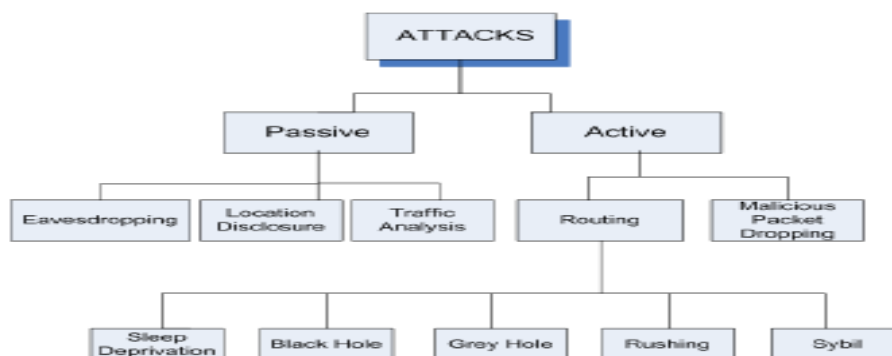 ATTACKS
Passive
Active
Eavesdropping
Location
Disclosure
Traffic
Analysis
Routing
Malicious
Packet
Dropping
Sleep
Deprivation
Black Hole
Grey Hole
Rushing
Sybil